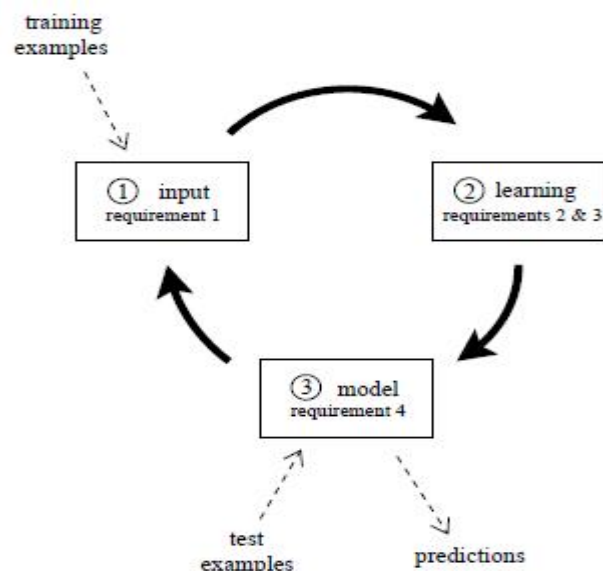 training
examples
① input
requirement 1
② learning
requirements 2 & 3
③ model
requirement 4
test
examples
predictions